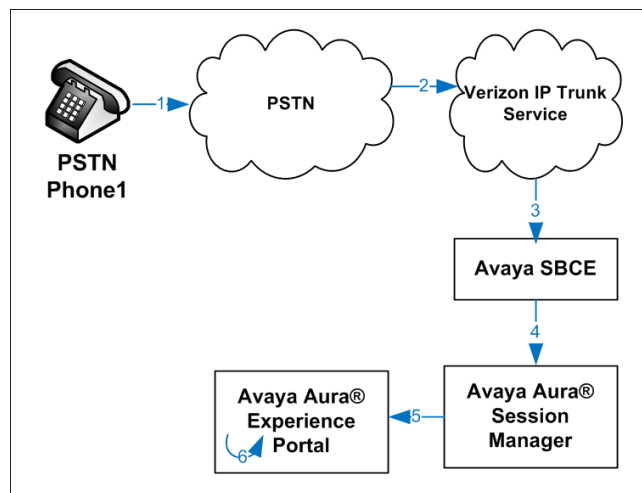 PSTN
Phone1
1
PSTN
2
Verizon IP Trunk
Service
3
Avaya SBCE
4
Avaya Aura®
Session
Manager
5
Avaya Aura®
Experience
Portal
6